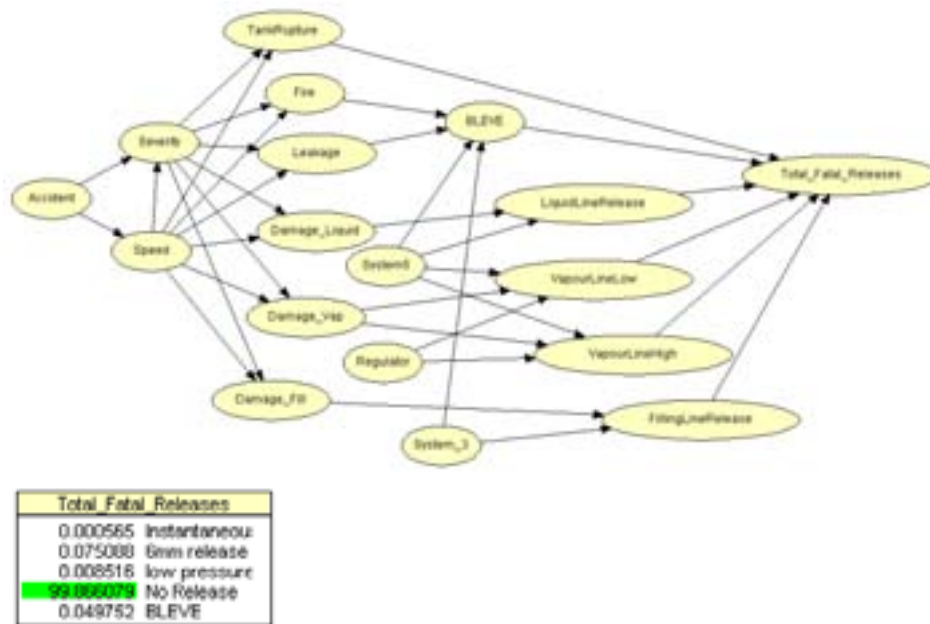 TankRupture
Fire
BLEVE
Severity
Leakage
Total_Fatal_Releases
Accident
LiquidLineRelease
Damage_Liquid
Speed
System5
VapourLineLow
Damage_Vap
VapourLineHigh
Regulator
Damage_Fill
FillingLineRelease
System_3
Total_Fatal_Releases
0.000565 Instantaneou
0.075088 6mm release
0.008516 low pressure
99.866079 No Release
0.049752 BLEVE